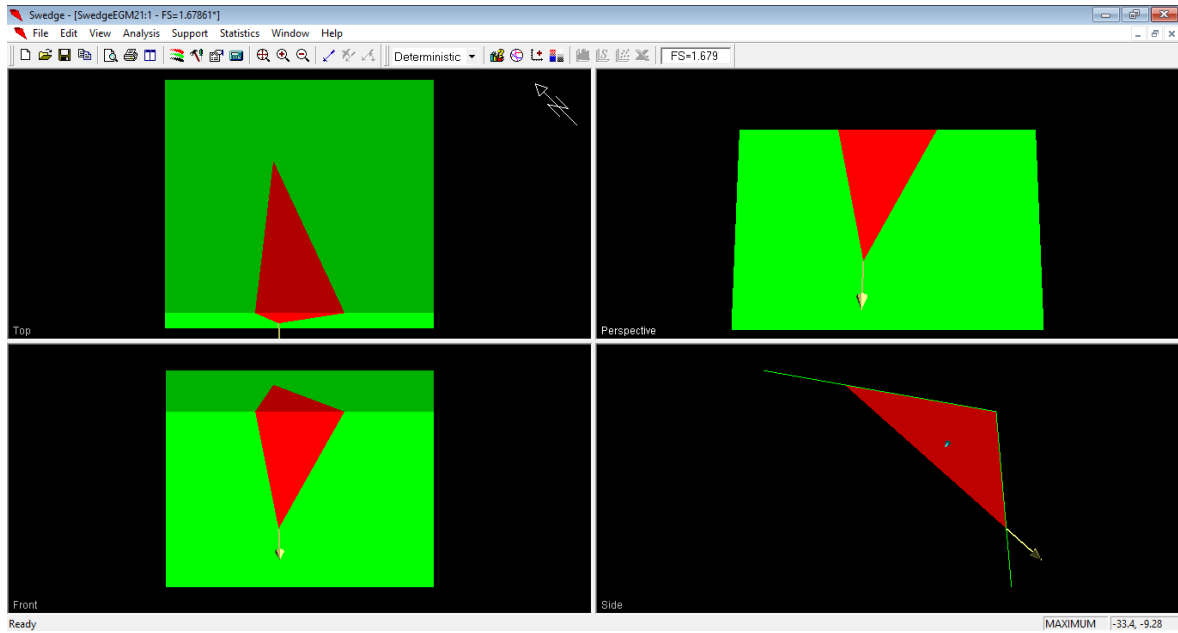 Swedge - [SwedgeEGM21:1 - FS=1.67861*]
File Edit View Analysis Support Statistics Window Help
Deterministic FS=1.679
Top
Perspective
Front
Side
Ready MAXIMUM -33.4, -9.28